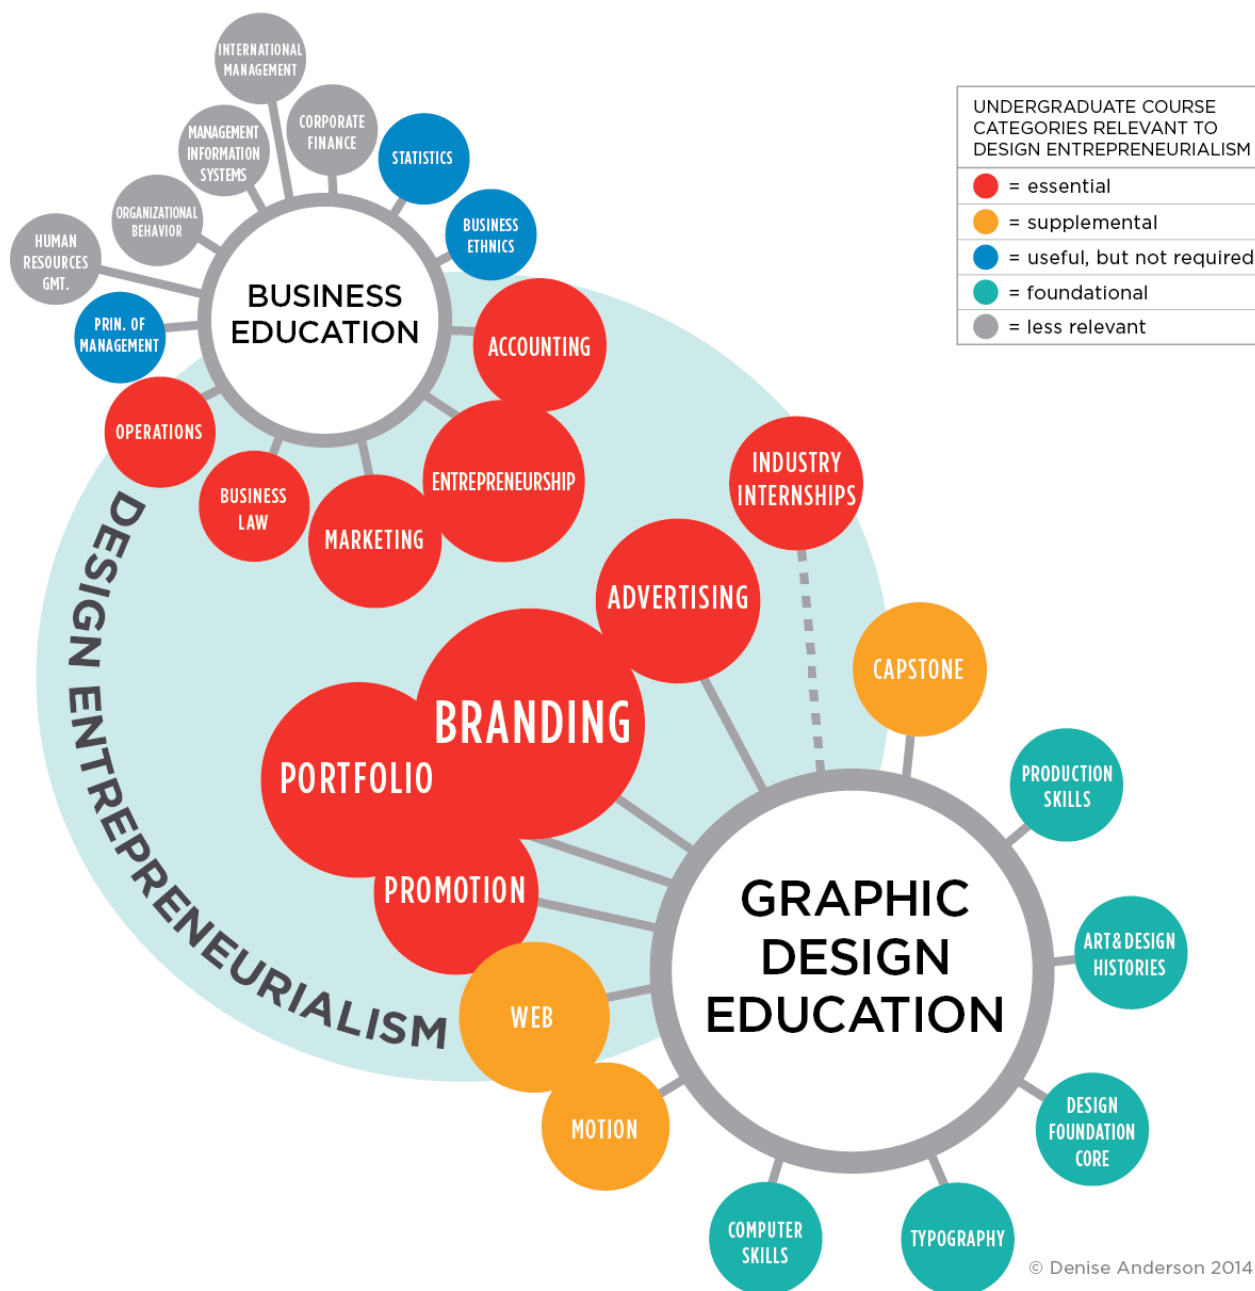 INTERNATIONAL
MANAGEMENT
CORPORATE
FINANCE
MANAGEMENT
INFORMATION
SYSTEMS
STATISTICS
ORGANIZATIONAL
BEHAVIOR
BUSINESS
ETHNICS
HUMAN
RESOURCES
GMT.
PRIN. OF
MANAGEMENT
BUSINESS
EDUCATION
ACCOUNTING
OPERATIONS
BUSINESS
LAW
MARKETING
ENTREPRENEURSHIP
UNDERGRADUATE COURSE
CATEGORIES RELEVANT TO
DESIGN ENTREPRENEURIALISM
= essential
= supplemental
= useful, but not required
= foundational
= less relevant
INDUSTRY
INTERNSHIPS
ADVERTISING
BRANDING
PORTFOLIO
PROMOTION
WEB
MOTION
DESIGN ENTREPRENEURIALISM
CAPSTONE
PRODUCTION
SKILLS
GRAPHIC
DESIGN
EDUCATION
ART & DESIGN
HISTORIES
DESIGN
FOUNDATION
CORE
COMPUTER
SKILLS
TYPOGRAPHY
© Denise Anderson 2014